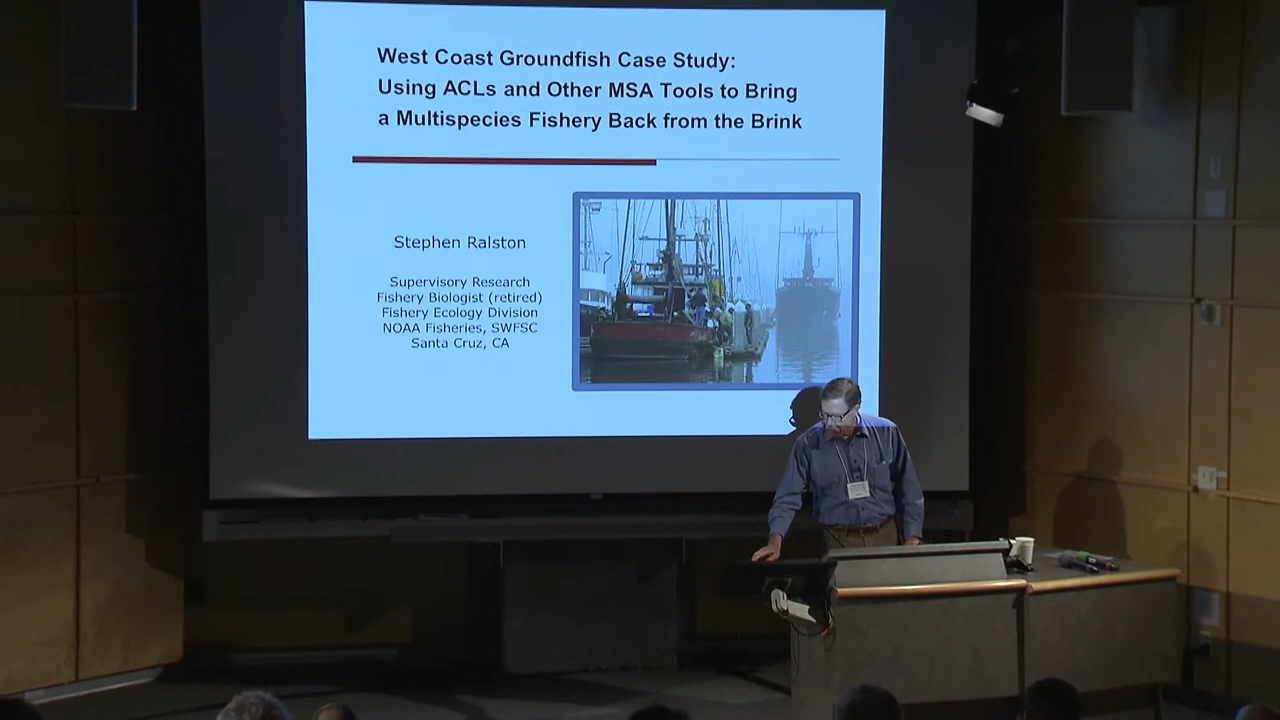 West Coast Groundfish Case Study:
Using ACLs and Other MSA Tools to Bring
a Multispecies Fishery Back from the Brink
Stephen Ralston
Supervisory Research
Fishery Biologist (retired)
Fishery Ecology Division
NOAA Fisheries, SWFSC
Santa Cruz, CA